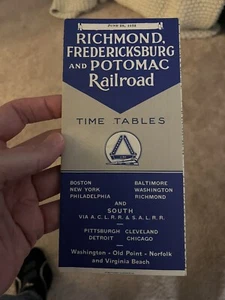 RICHMOND,
FREDERICKSBURG
AND POTOMAC
Railroad
TIME TABLES
BOSTON
NEW YORK
PHILADELPHIA
BALTIMORE
WASHINGTON
RICHMOND
AND
SOUTH
VIA A. C. L. R. R. & S. A. L. R. R.
PITTSBURGH CLEVELAND
DETROIT CHICAGO
Washington - Old Point - Norfolk
and Virginia Beach